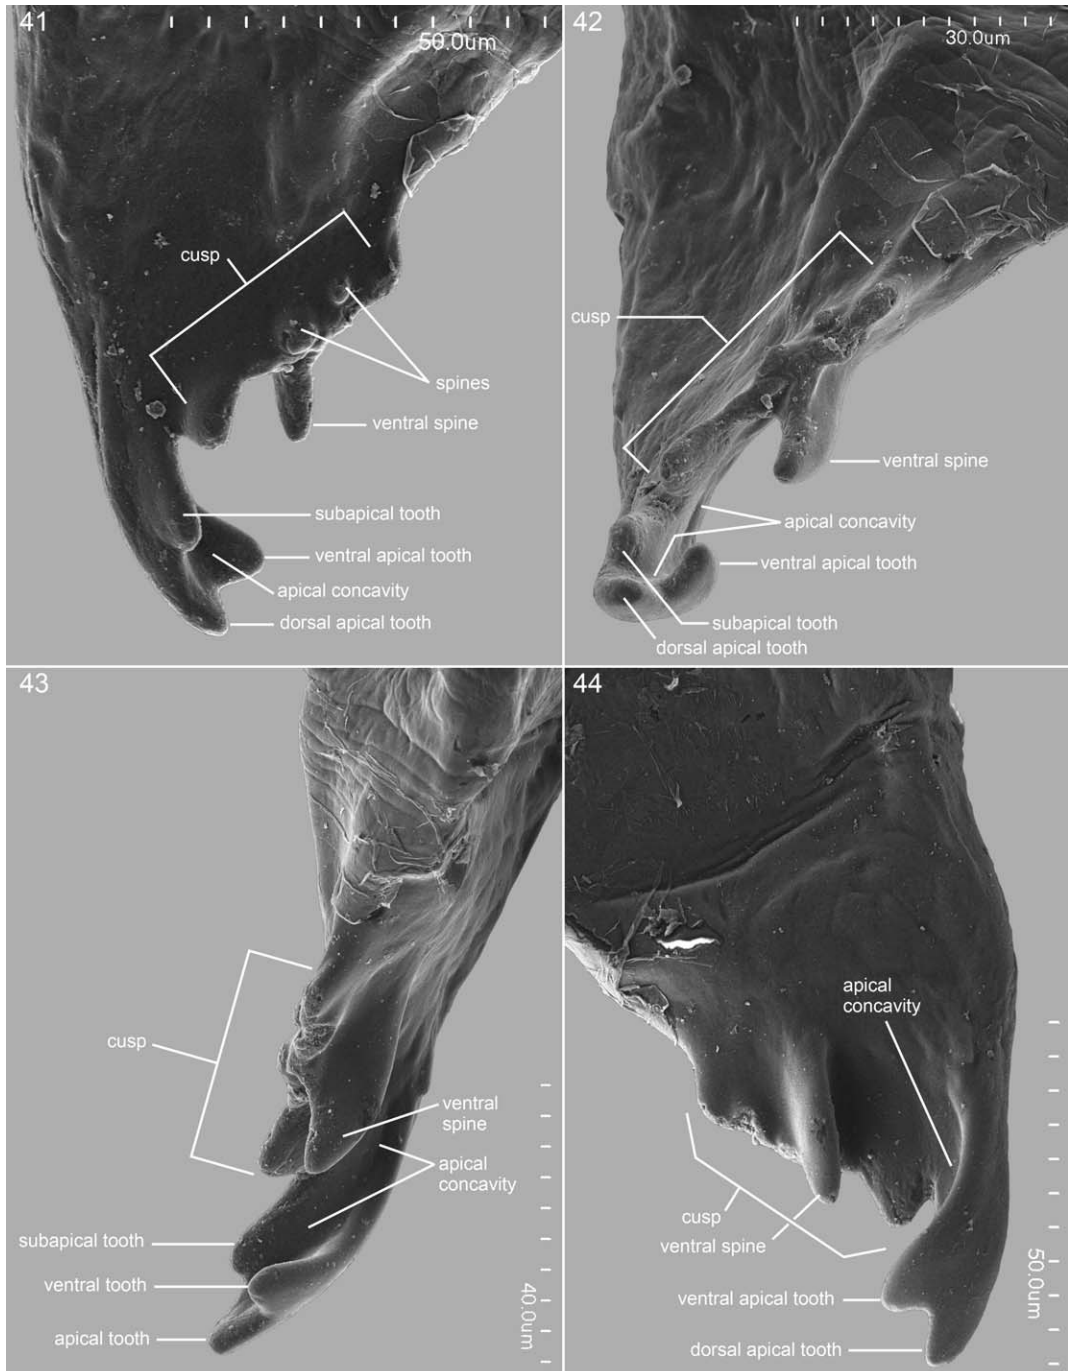 41
50.0um
cusp
spines
ventral spine
subapical tooth
ventral apical tooth
apical concavity
dorsal apical tooth
42
30.0um
cusp
ventral spine
apical concavity
ventral apical tooth
subapical tooth
dorsal apical tooth
43
cusp
ventral
spine
apical
concavity
subapical tooth
ventral tooth
apical tooth
40.0um
44
apical
concavity
cusp
ventral spine
ventral apical tooth
dorsal apical tooth
50.0um